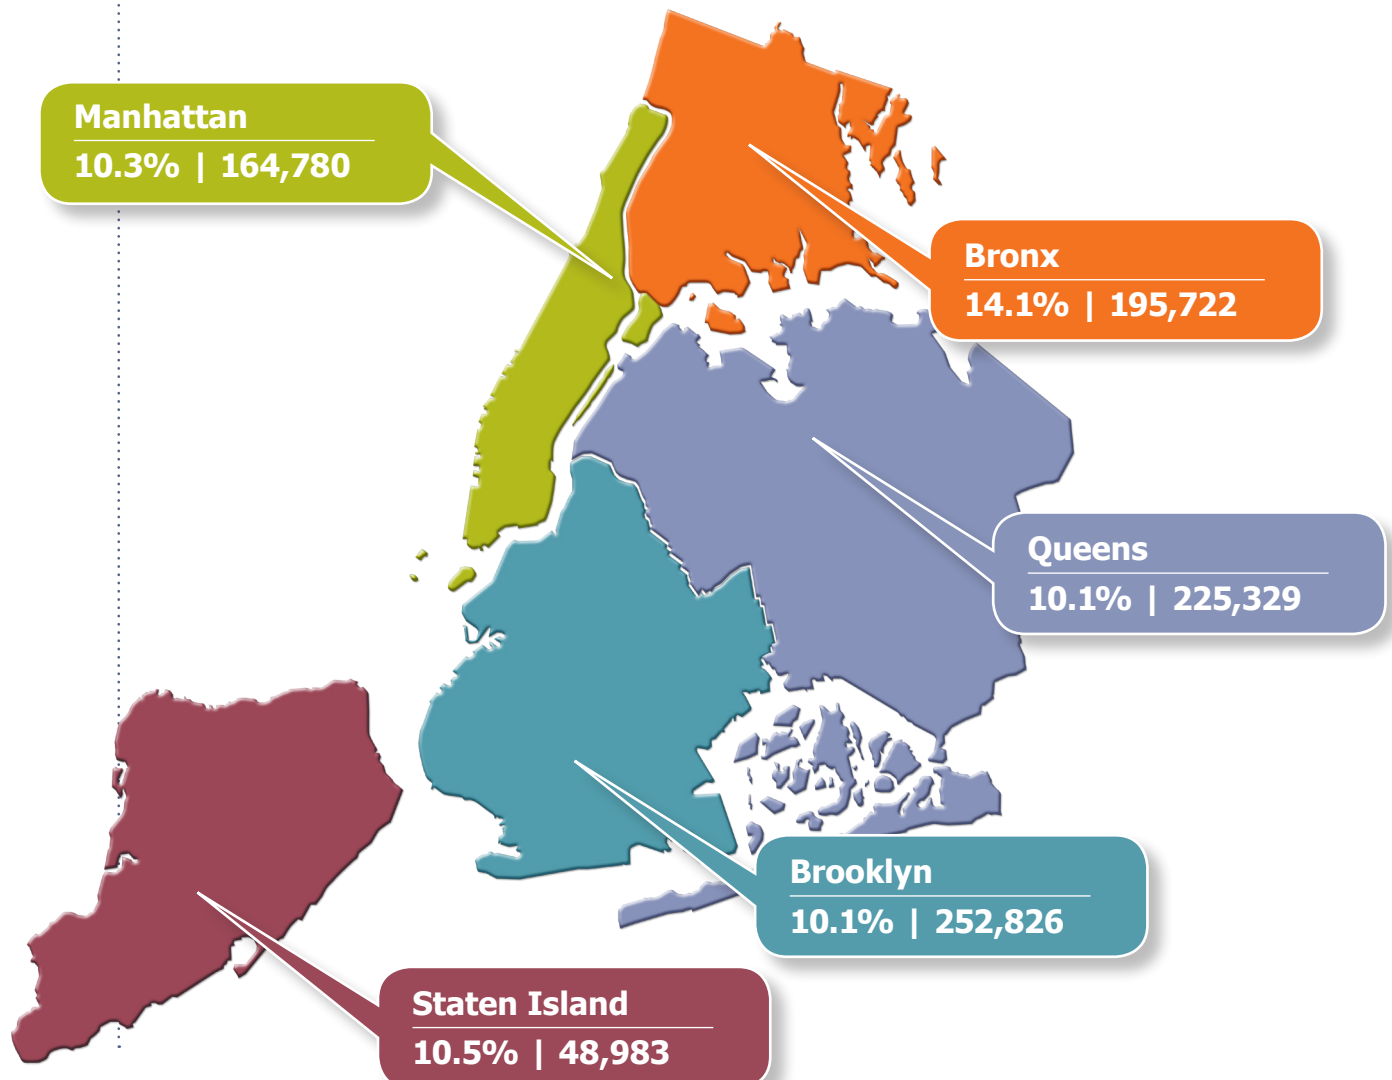 Manhattan
10.3% | 164,780
Bronx
14.1% | 195,722
Queens
10.1% | 225,329
Brooklyn
10.1% | 252,826
Staten Island
10.5% | 48,983